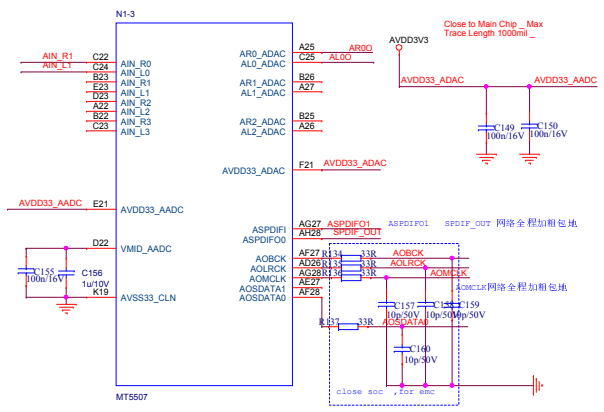 N1-3
Close to Main Chip _ Max
Trace Length 1000mil _
AVDD3V3
AIN_R1 C22 AIN_R0
AIN_L1 C24 AIN_L0
B23 AIN_R1
E23 AIN_L1
D23 AIN_R2
A22 AIN_L2
B22 AIN_R3
C23 AIN_L3
AR0_ADAC A25 AR0O
AL0_ADAC C25 AL0O
AR1_ADAC B26
AL1_ADAC A27
AR2_ADAC B25
AL2_ADAC A26
AVDD33_ADAC AVDD33_AADC
C149
100n/16V
C150
100n/16V
AVDD33_ADAC F21 AVDD33_ADAC
AVDD33_AADC E21 AVDD33_AADC
ASPDIFI AG27 ASPDIFO1 ASPDIFO1 SPDIF_OUT 网络全程加粗包地
ASPDIFO0 AH28 SPDIF_OUT
D22 VMID_AADC
C155
100n/16V
C156
1u/10V
K19 AVSS33_CLN
AOBCK AF27 R134 33R AOBCK
AOLRCK AD26 R135 33R AOLRCK
AOMCLK AG28 R136 33R AOMCLK
AOSDATA1 AE27
AOSDATA0 AF28
AOMCLK网络全程加粗包地
C157
10p/50V
C158
10p/50V
C159
10p/50V
R137 33R AOSDATA0
C160
10p/50V
close soc ,for emc
MT5507